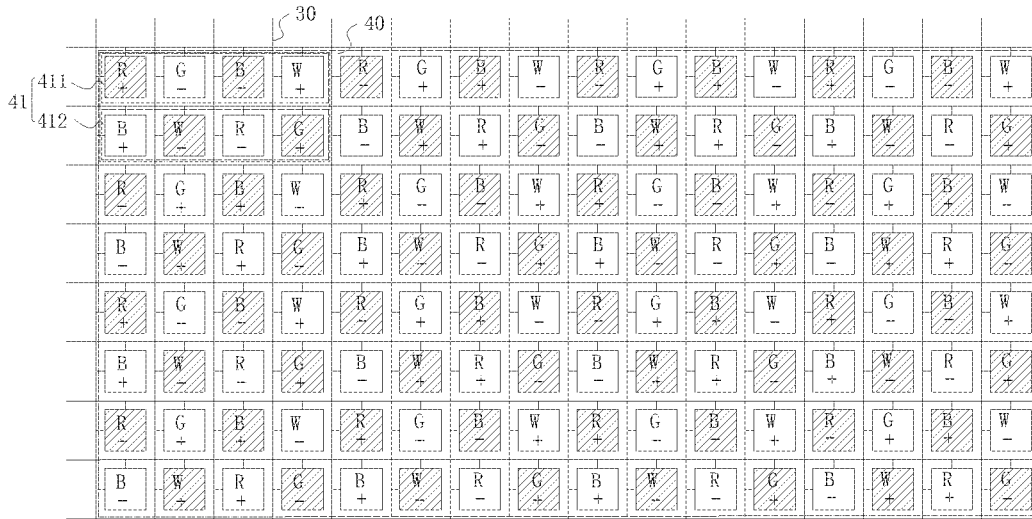 30
40
R G B W R G B W R G B W R G B W
411
+ - - + - + + - - + + - + - - +
41
412
B W R G B W R G B W R G B W R G
+ - - + - + + - - + + - + - - +
R G B W R G B W R G B W R G B W
- + + - + - - + + - - + - + + -
B W R G B W R G B W R G B W R G
- + + - + - - + + - - + - + + -
R G B W R G B W R G B W R G B W
+ - - + - + + - - + + - + - - +
B W R G B W R G B W R G B W R G
+ - - + - + + - - + + - + - - +
R G B W R G B W R G B W R G B W
- + + - + - - + + - - + - + + -
B W R G B W R G B W R G B W R G
- + + - + - - + + - - + - + + -